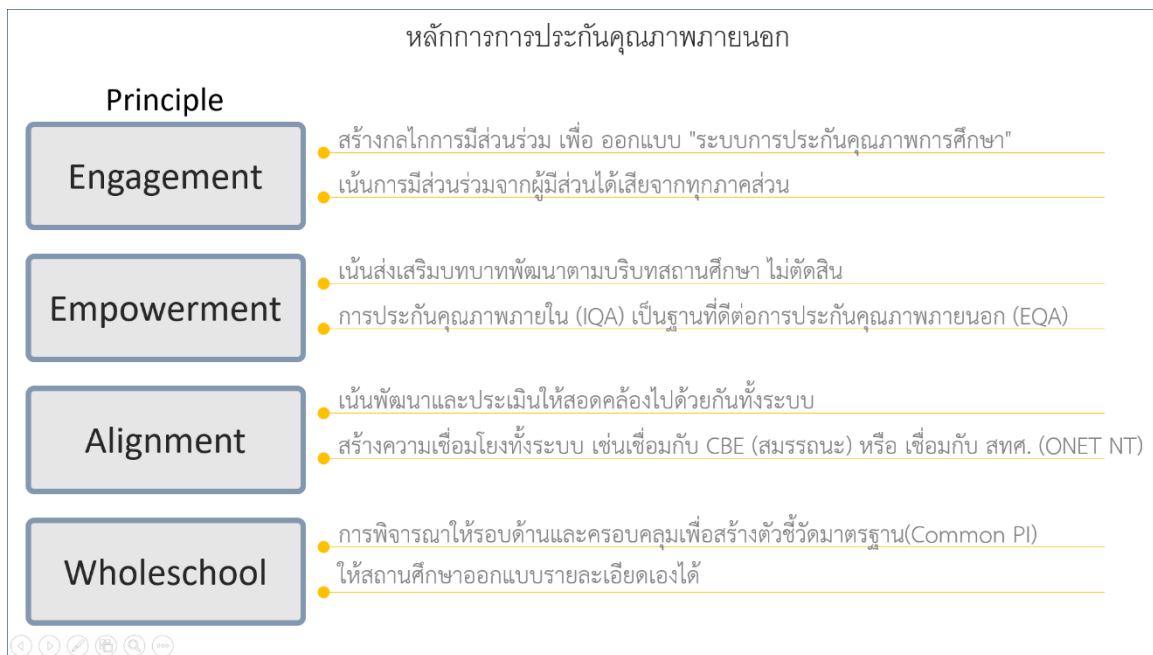 หลักการการประกันคุณภาพภายนอก
Principle
Engagement
สร้างกลไกการมีส่วนร่วม เพื่อ ออกแบบ "ระบบการประกันคุณภาพการศึกษา"
เน้นการมีส่วนร่วมจากผู้มีส่วนได้เสียจากทุกภาคส่วน
Empowerment
เน้นส่งเสริมบทบาทพัฒนาตามบริบทสถานศึกษา ไม่ตัดสิน
การประกันคุณภาพภายใน (IQA) เป็นฐานที่ดีต่อการประกันคุณภาพภายนอก (EQA)
Alignment
เน้นพัฒนาและประเมินให้สอดคล้องไปด้วยกันทั้งระบบ
สร้างความเชื่อมโยงทั้งระบบ เช่นเชื่อมกับ CBE (สมรรถนะ) หรือ เชื่อมกับ สทศ. (ONET NT)
Wholeschool
การพิจารณาให้รอบด้านและครอบคลุมเพื่อสร้างตัวชี้วัดมาตรฐาน(Common PI)
ให้สถานศึกษาออกแบบรายละเอียดเองได้